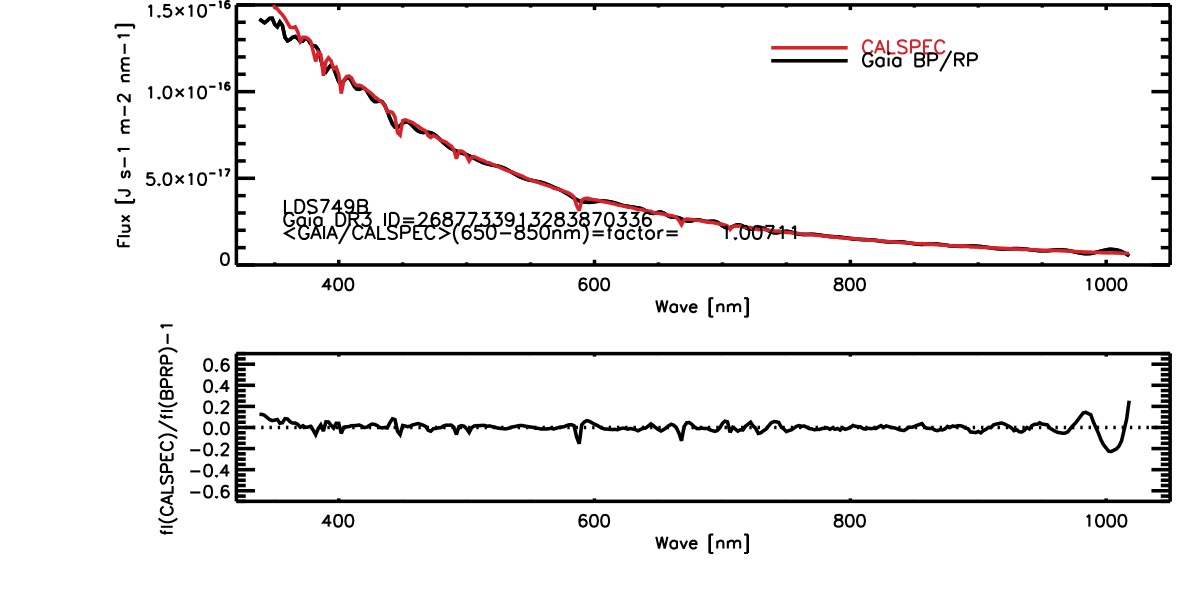 1.5×10−16
1.0×10−16
5.0×10−17
0
Flux [J s−1 m−2 nm−1]
CALSPEC
Gaia BP/RP
LDS749B
Gaia DR3 ID=2687733913283870336
<GAIA/CALSPEC>(650−850nm)=factor= 1.00711
400 600 800 1000
Wave [nm]
fl(CALSPEC)/fl(BPRP)−1
0.6
0.4
0.2
0.0
−0.2
−0.4
−0.6
400 600 800 1000
Wave [nm]